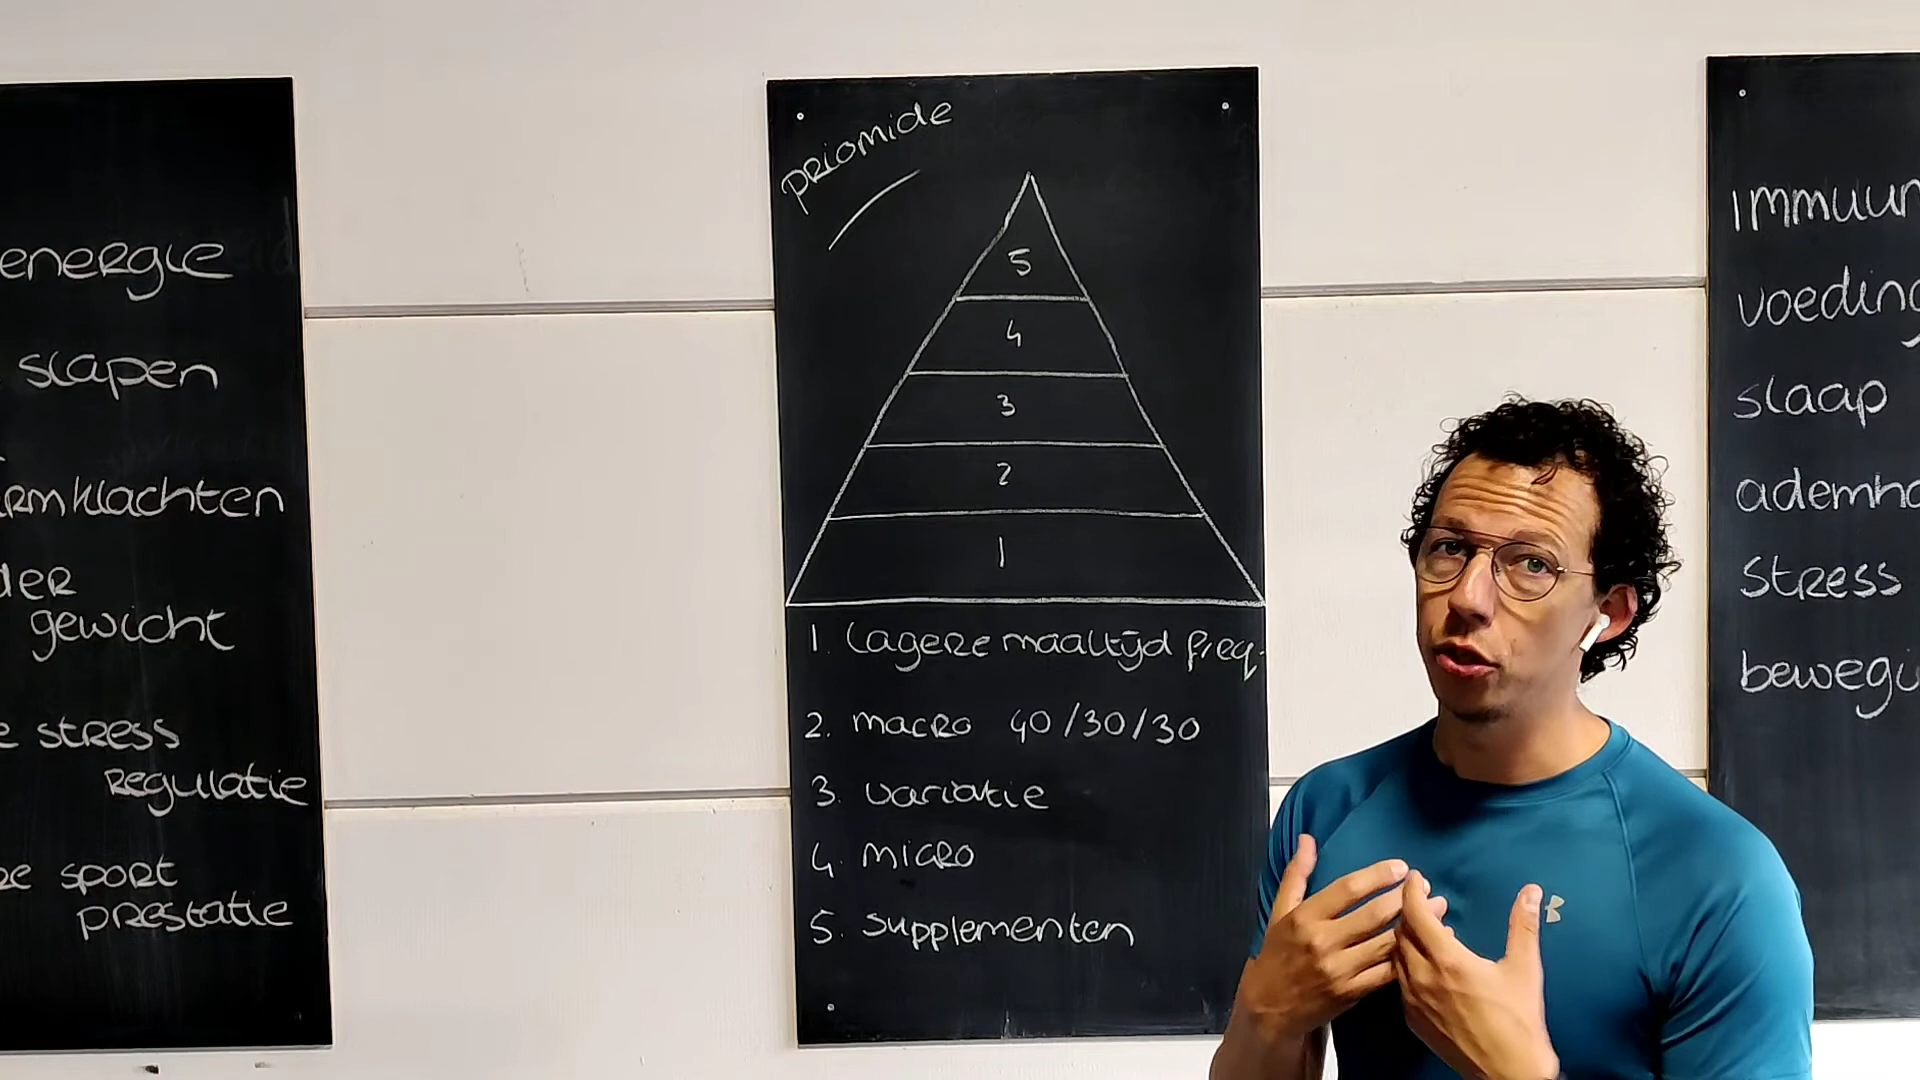 energie
slapen
rmklachten
der
gewicht
e stress
regulatie
re sport
prestatie
priomide
5
4
3
2
1
1. lagere maaltijd freq.
2. macro 40/30/30
3. variatie
4. micro
5. supplementen
immuun
voeding
slaap
ademha
stress
bewegi